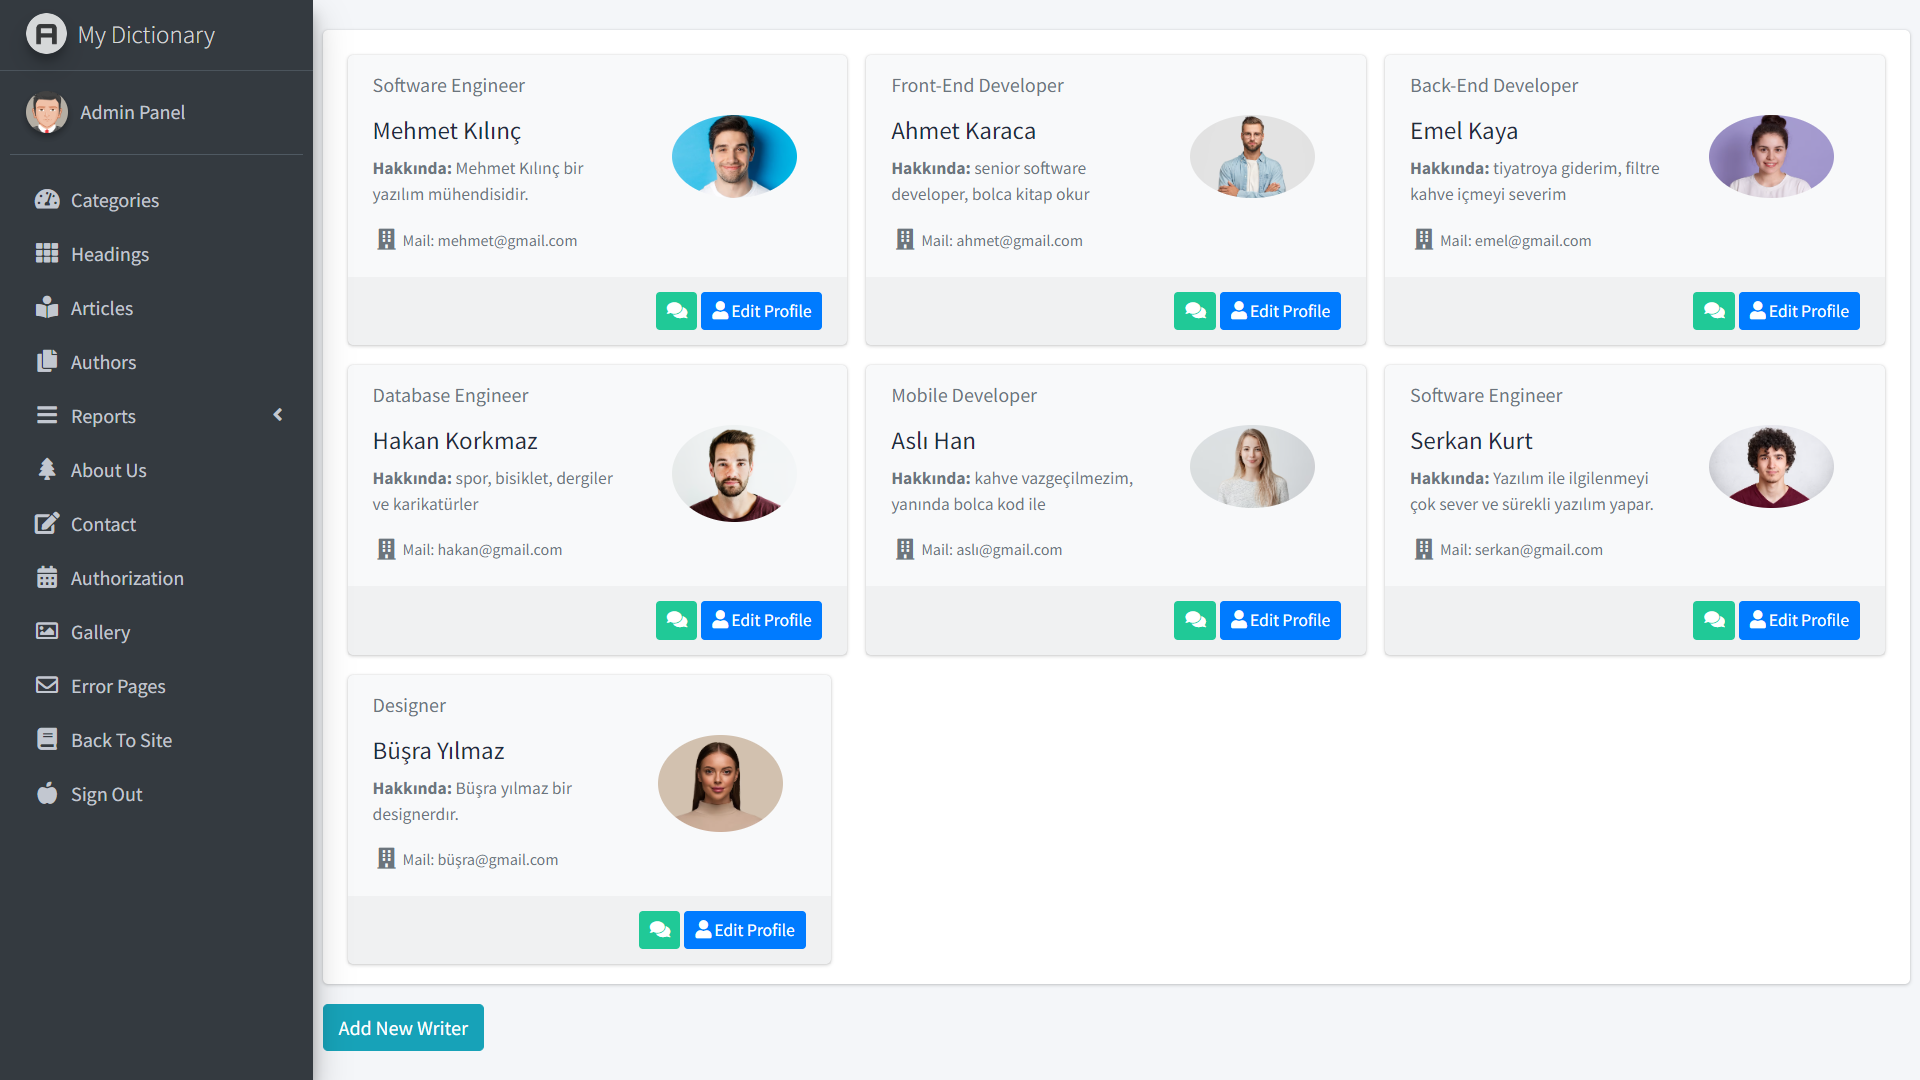 My Dictionary
Admin Panel
Categories
Headings
Articles
Authors
Reports
About Us
Contact
Authorization
Gallery
Error Pages
Back To Site
Sign Out
Software Engineer
Mehmet Kılınç
Hakkında: Mehmet Kılınç bir
yazılım mühendisidir.
Mail: mehmet@gmail.com
Edit Profile
Front-End Developer
Ahmet Karaca
Hakkında: senior software
developer, bolca kitap okur
Mail: ahmet@gmail.com
Edit Profile
Back-End Developer
Emel Kaya
Hakkında: tiyatroya giderim, filtre
kahve içmeyi severim
Mail: emel@gmail.com
Edit Profile
Database Engineer
Hakan Korkmaz
Hakkında: spor, bisiklet, dergiler
ve karikatürler
Mail: hakan@gmail.com
Edit Profile
Mobile Developer
Aslı Han
Hakkında: kahve vazgeçilmezim,
yanında bolca kod ile
Mail: aslı@gmail.com
Edit Profile
Software Engineer
Serkan Kurt
Hakkında: Yazılım ile ilgilenmeyi
çok sever ve sürekli yazılım yapar.
Mail: serkan@gmail.com
Edit Profile
Designer
Büşra Yılmaz
Hakkında: Büşra yılmaz bir
designerdır.
Mail: büşra@gmail.com
Edit Profile
Add New Writer